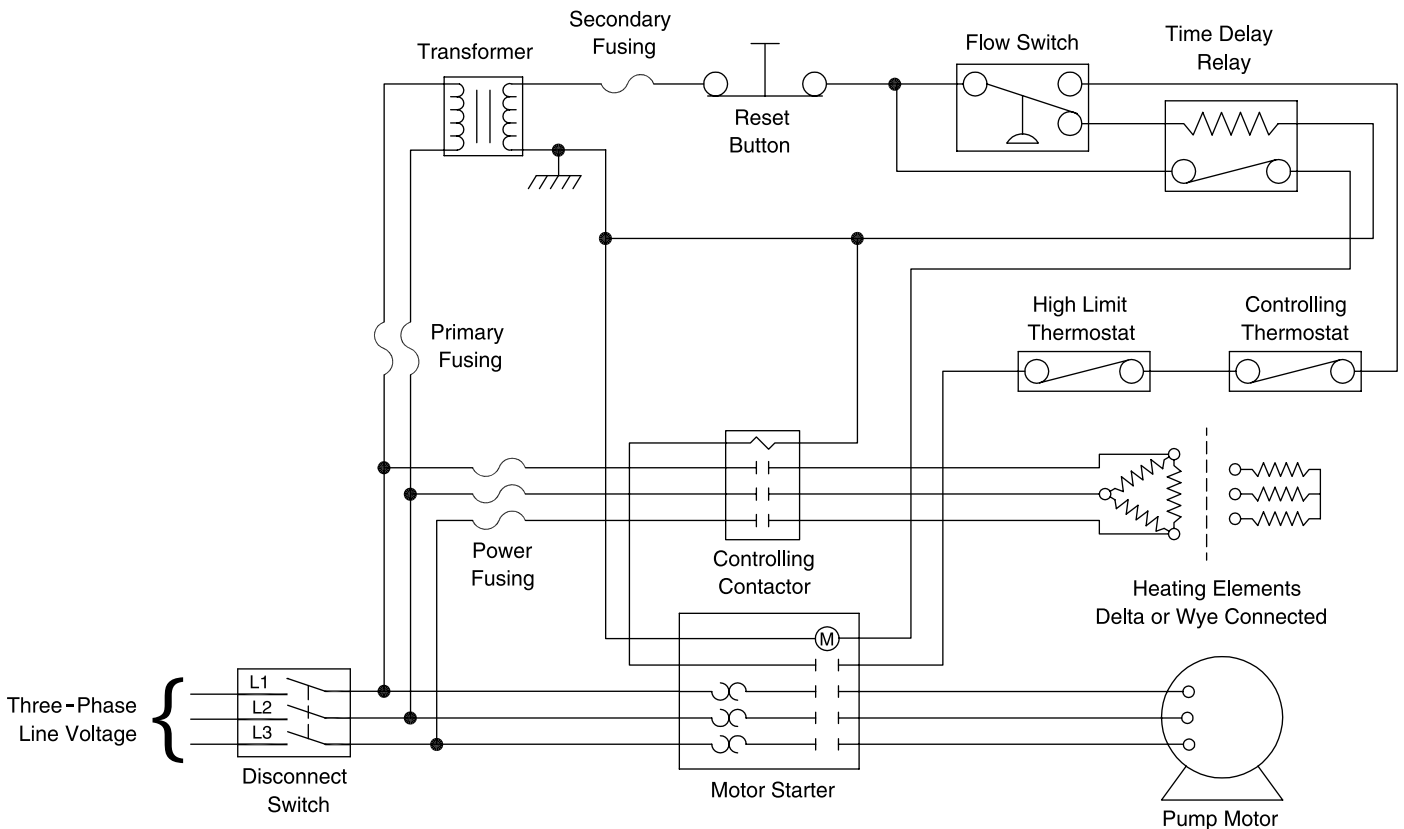 Secondary
Fusing
Transformer
Flow Switch
Time Delay
Relay
Reset
Button
Primary
Fusing
High Limit
Thermostat
Controlling
Thermostat
Power
Fusing
Controlling
Contactor
Heating Elements
Delta or Wye Connected
M
Three-Phase
Line Voltage
L1
L2
L3
Disconnect
Switch
Motor Starter
Pump Motor